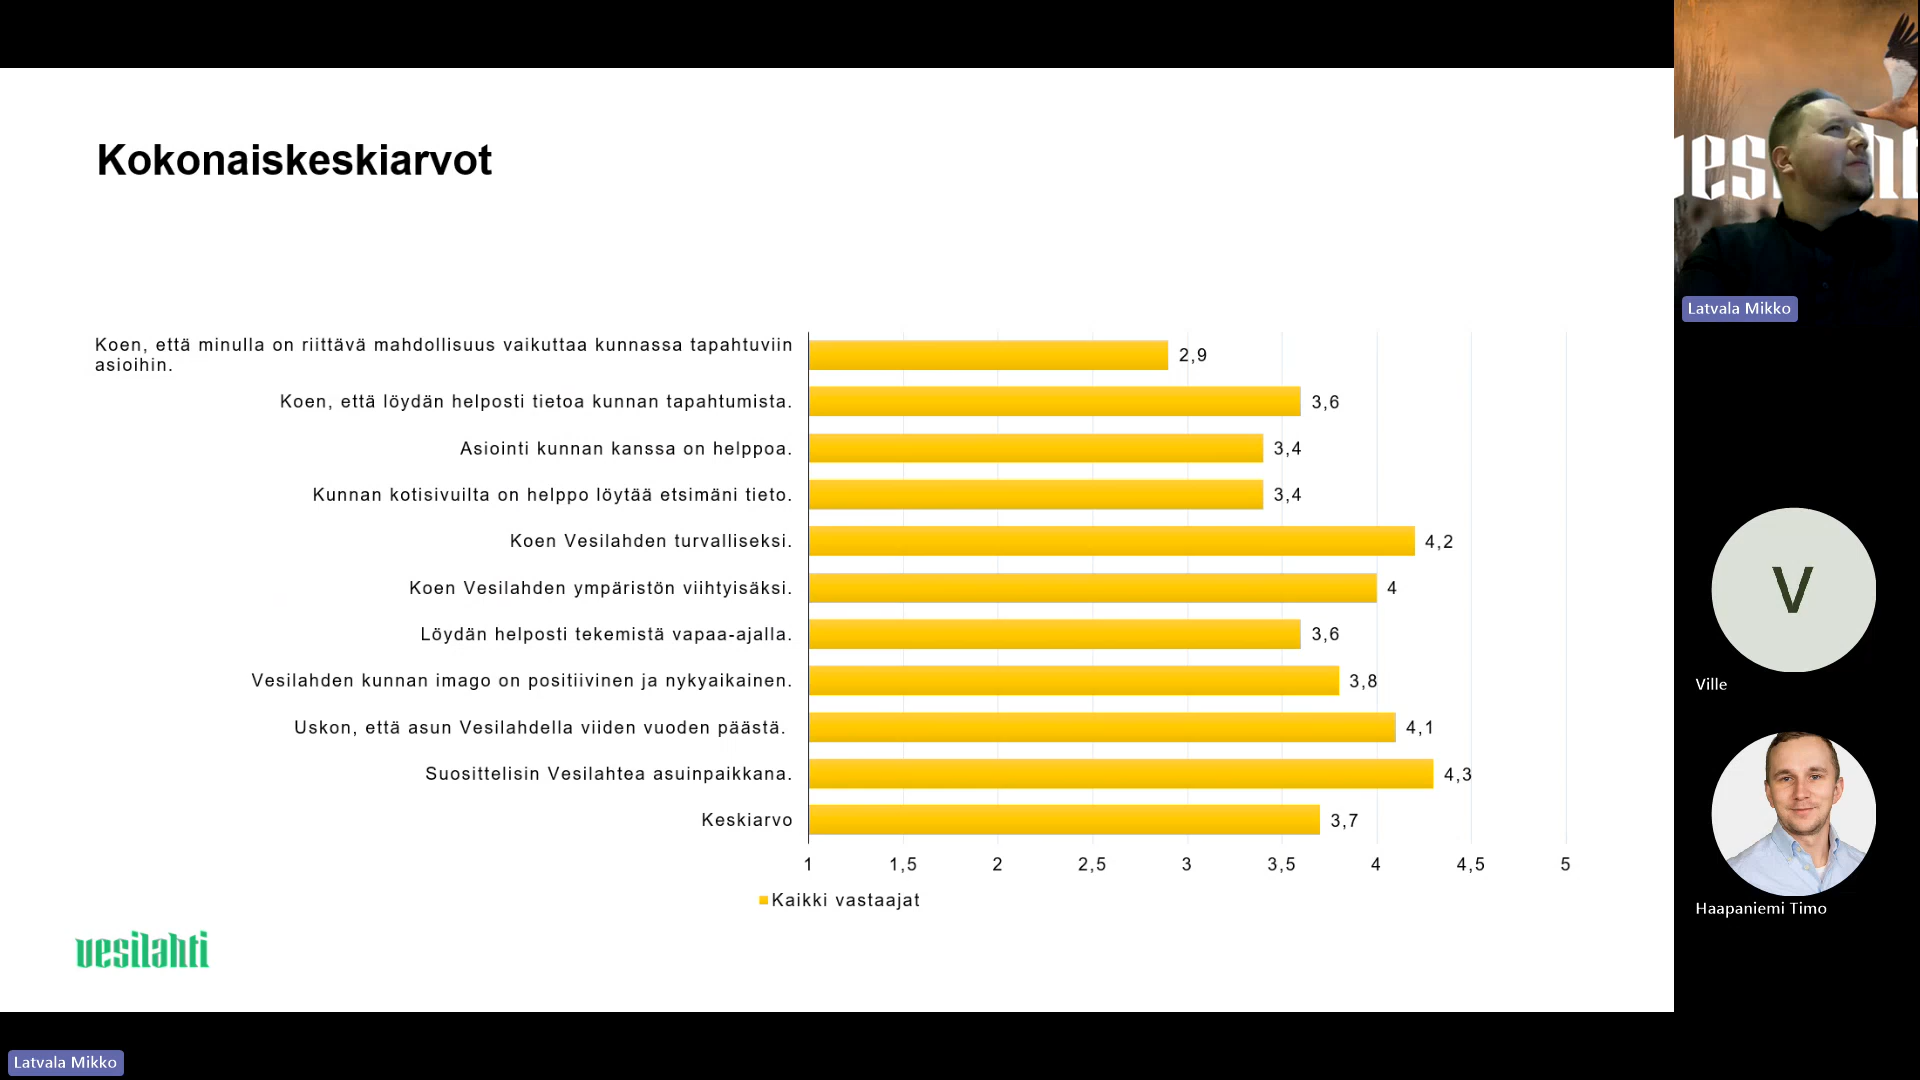 Kokonaiskeskiarvot
Koen, että minulla on riittävä mahdollisuus vaikuttaa kunnassa tapahtuviin
asioihin.
2,9
Koen, että löydän helposti tietoa kunnan tapahtumista.
3,6
Asiointi kunnan kanssa on helppoa.
3,4
Kunnan kotisivuilta on helppo löytää etsimäni tieto.
3,4
Koen Vesilahden turvalliseksi.
4,2
Koen Vesilahden ympäristön viihtyisäksi.
4
Löydän helposti tekemistä vapaa-ajalla.
3,6
Vesilahden kunnan imago on positiivinen ja nykyaikainen.
3,8
Uskon, että asun Vesilahdella viiden vuoden päästä.
4,1
Suosittelisin Vesilahtea asuinpaikkana.
4,3
Keskiarvo
3,7
1 1,5 2 2,5 3 3,5 4 4,5 5
Kaikki vastaajat
vesilahti
Latvala Mikko
Latvala Mikko
V
Ville
Haapaniemi Timo